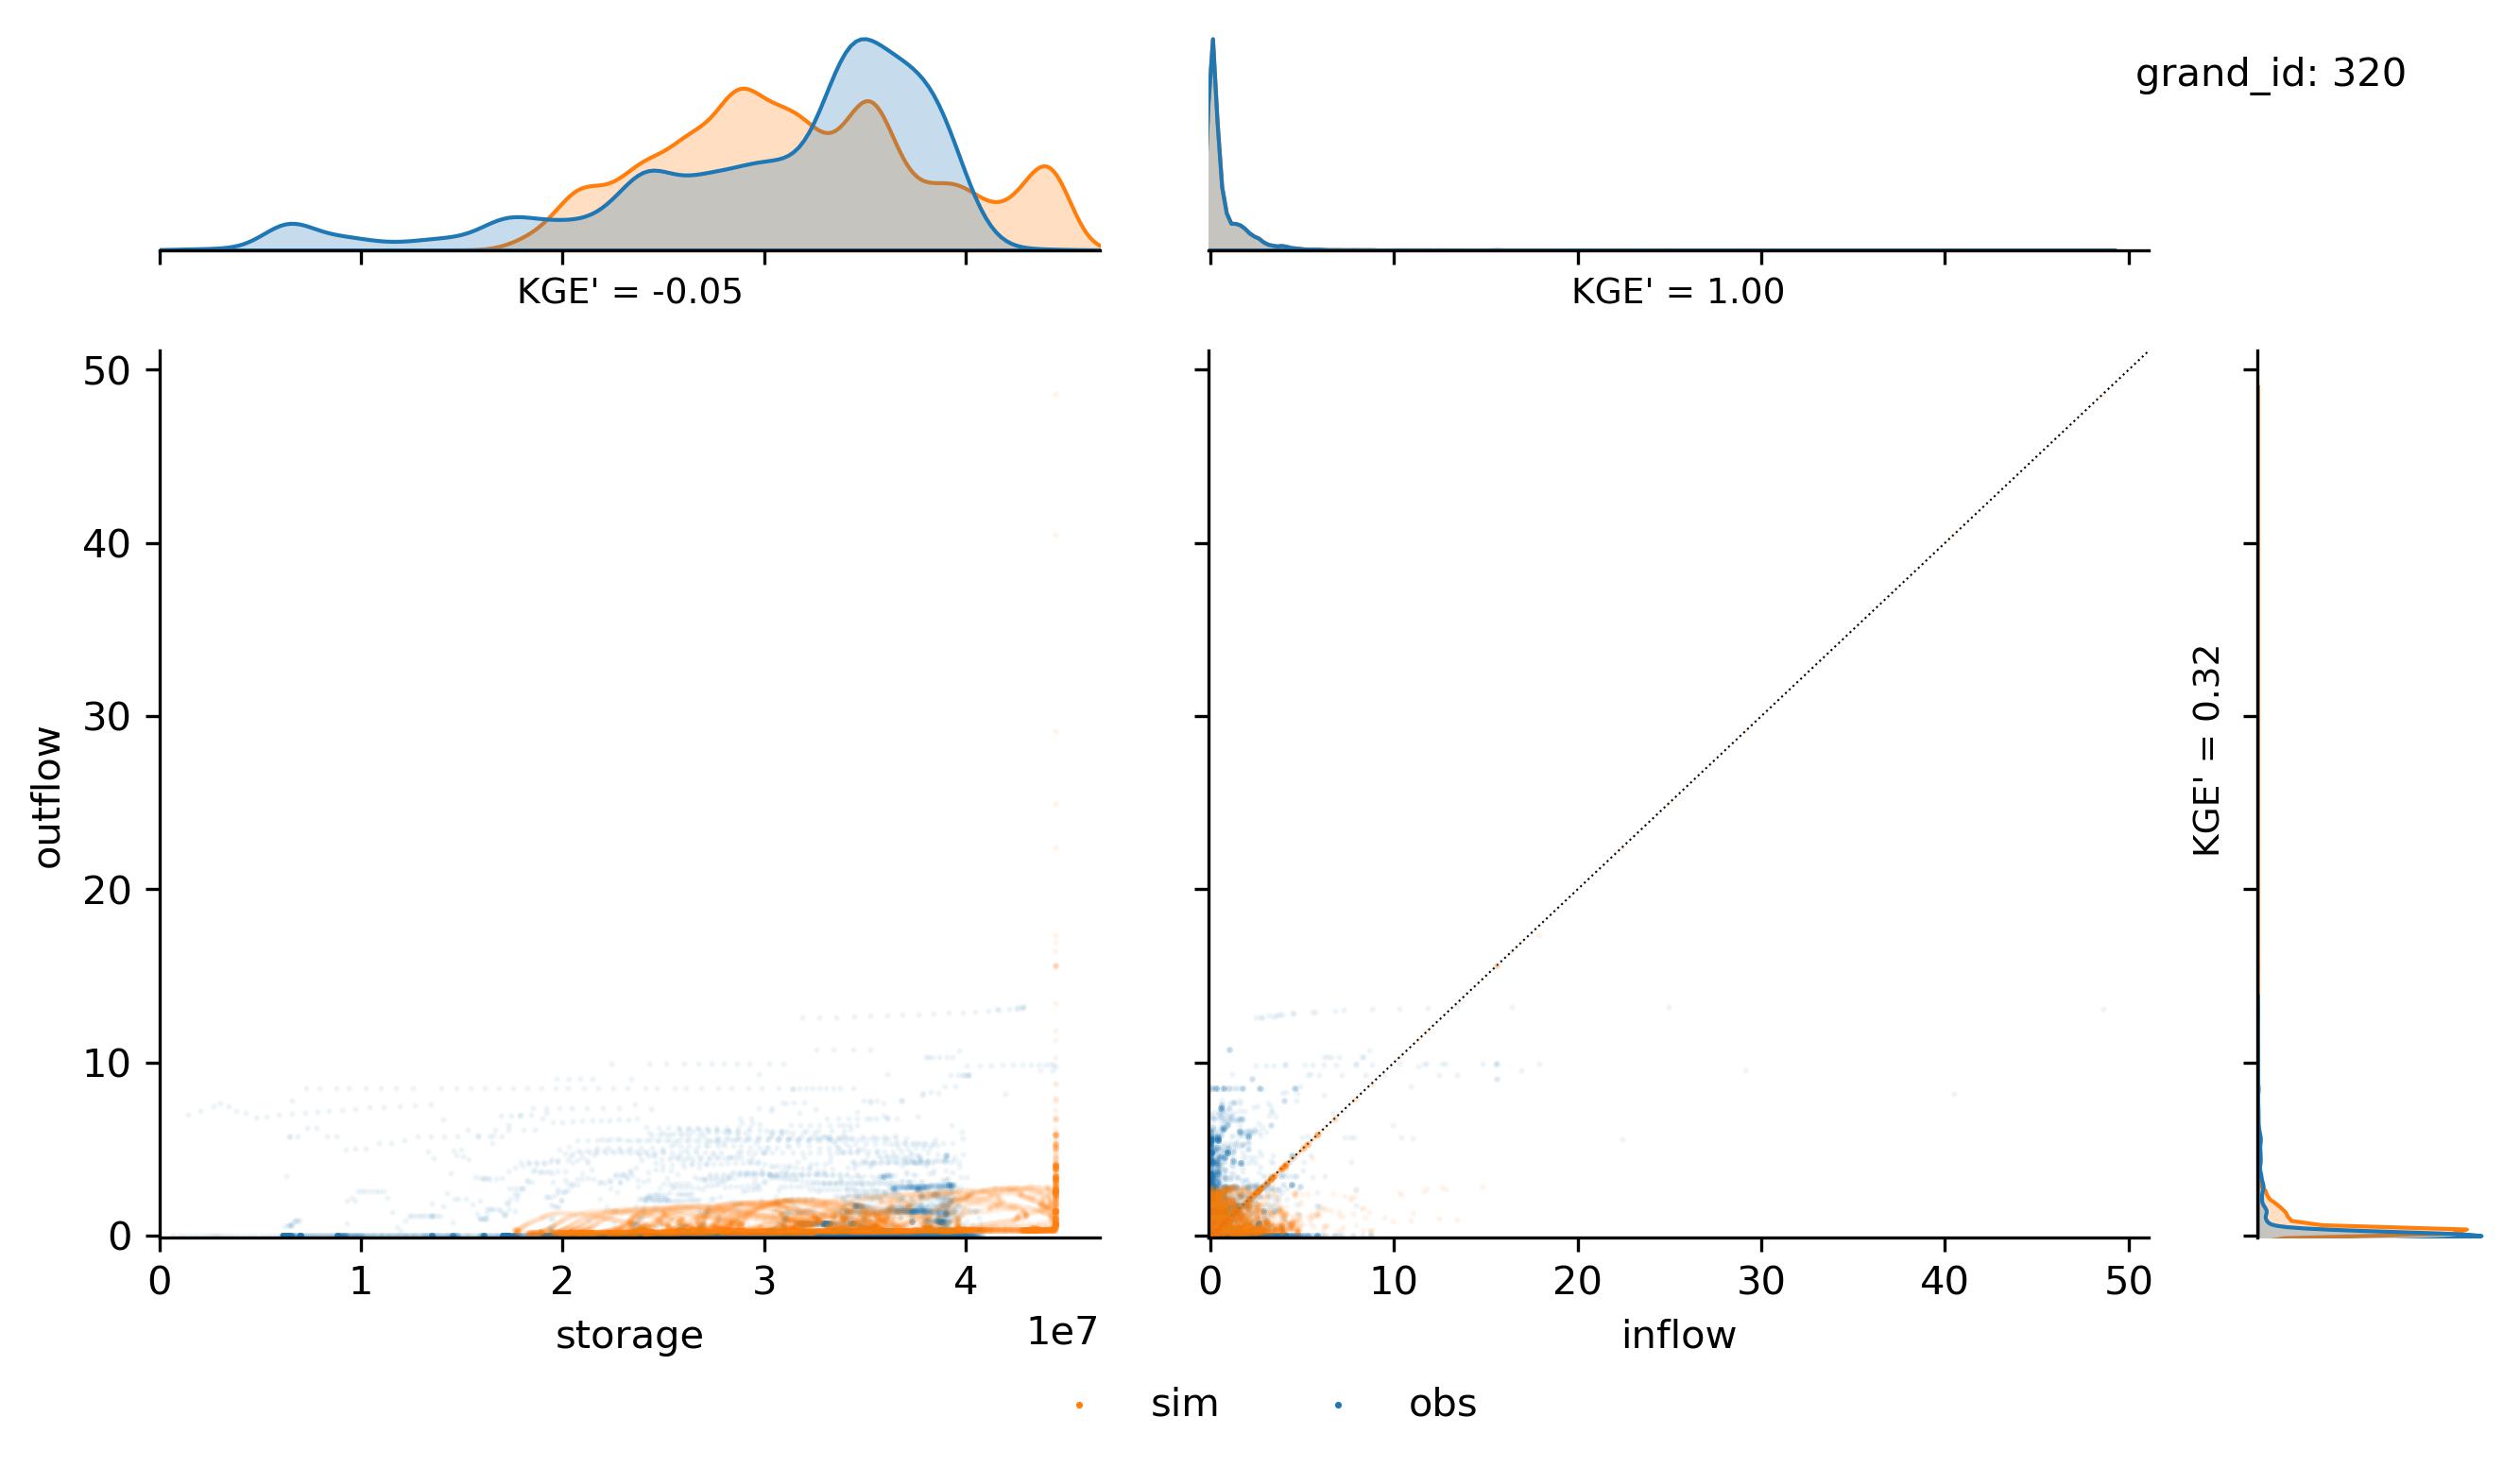 grand_id: 320
KGE' = -0.05
KGE' = 1.00
50
40
30
20
10
0
outflow
KGE' = 0.32
0 1 2 3 4
1e7
storage
0 10 20 30 40 50
inflow
sim obs